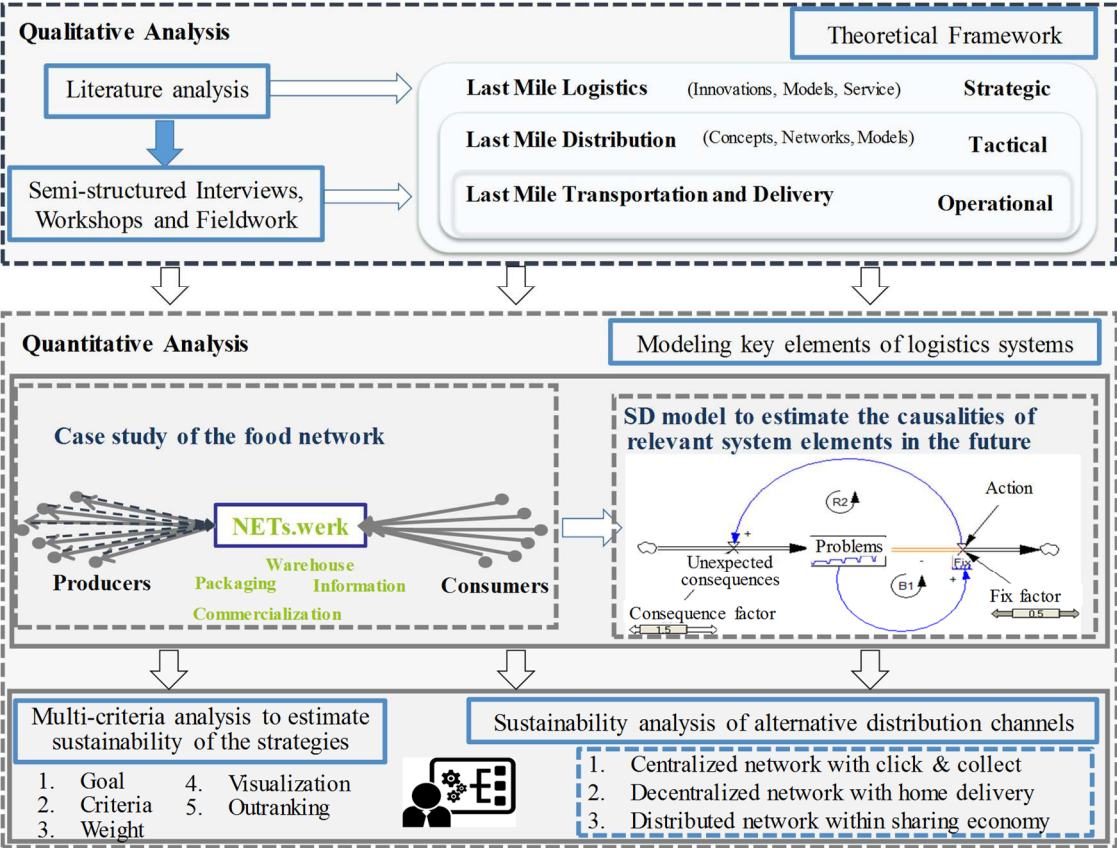 Qualitative Analysis
Theoretical Framework
Literature analysis
Last Mile Logistics (Innovations, Models, Service) Strategic
Last Mile Distribution (Concepts, Networks, Models) Tactical
Semi-structured Interviews,
Workshops and Fieldwork
Last Mile Transportation and Delivery
Operational
Quantitative Analysis
Modeling key elements of logistics systems
Case study of the food network
NETs.werk
Producers
Warehouse
Packaging Information
Commercialization
Consumers
SD model to estimate the causalities of
relevant system elements in the future
Action
R2
+
Problems
Unexpected
consequences
-
Fix
B1
+
Consequence factor
1.5
Fix factor
0.5
Multi-criteria analysis to estimate
sustainability of the strategies
1. Goal
2. Criteria
3. Weight
4. Visualization
5. Outranking
Sustainability analysis of alternative distribution channels
1. Centralized network with click & collect
2. Decentralized network with home delivery
3. Distributed network within sharing economy